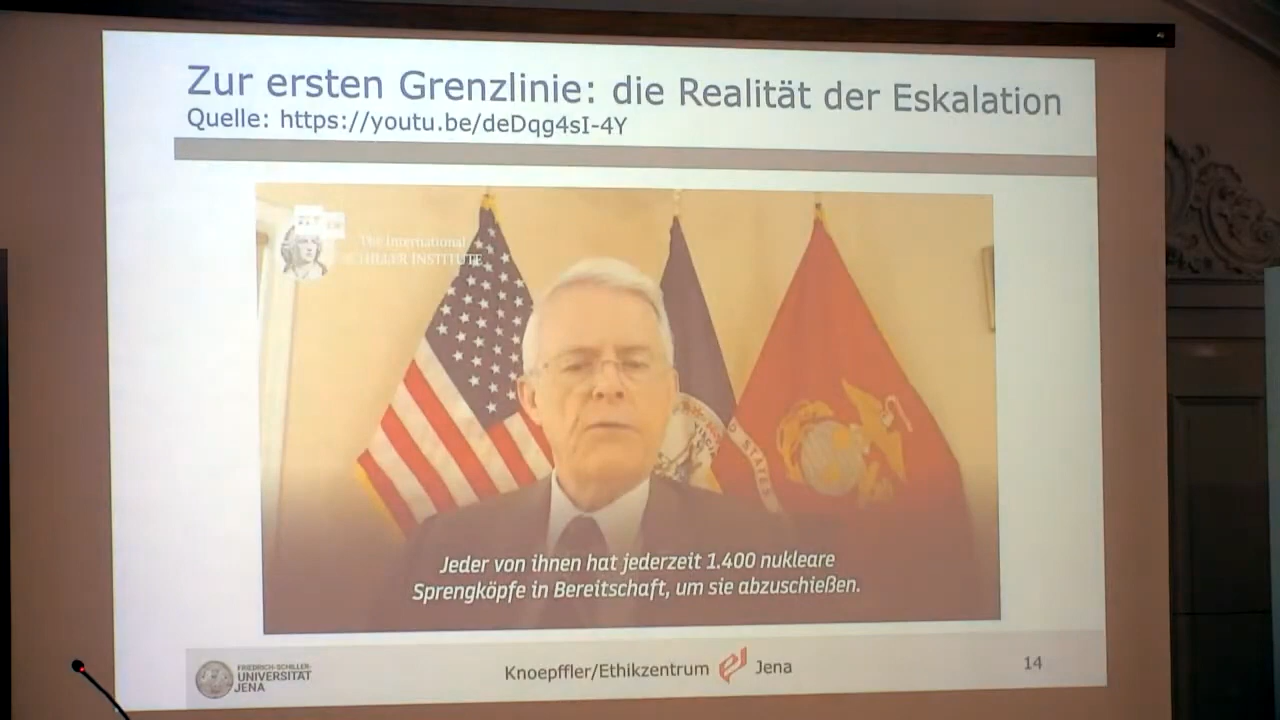 Zur ersten Grenzlinie: die Realität der Eskalation
Quelle: https://youtu.be/deDqg4sI-4Y
The International
SCHILLER INSTITUTE
STATES
Jeder von ihnen hat jederzeit 1.400 nukleare
Sprengköpfe in Bereitschaft, um sie abzuschießen.
FRIEDRICH-SCHILLER-
UNIVERSITÄT
JENA
Knoepffler/Ethikzentrum Jena
14